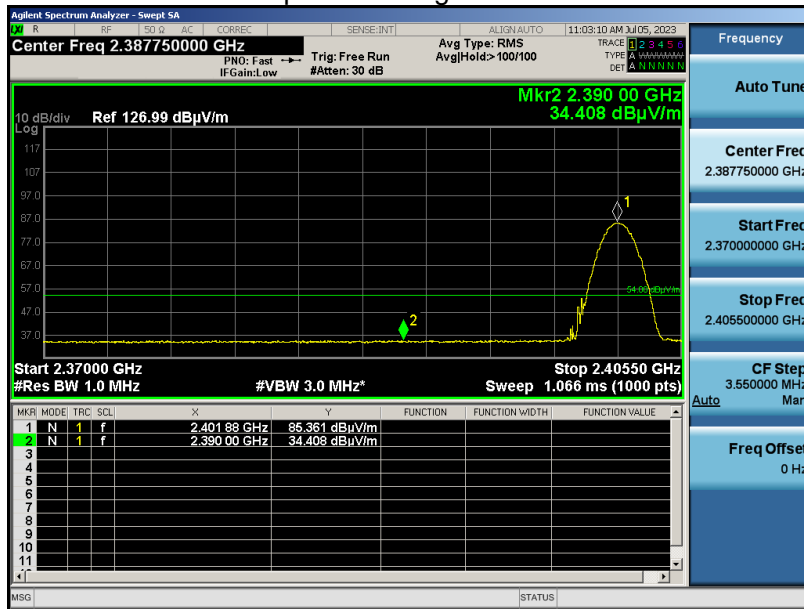 Agilent Spectrum Analyzer - Swept SA
LXI R RF 50 Ω AC CORREC SENSE:INT ALIGN AUTO 11:03:10 AM Jul 05, 2023
Center Freq 2.387750000 GHz
PNO: Fast
IFGain:Low
Trig: Free Run
#Atten: 30 dB
Avg Type: RMS
Avg|Hold:>100/100
TRACE 1 2 3 4 5 6
TYPE A WWWWW
DET A N N N N N
Mkr2 2.390 00 GHz
34.408 dBµV/m
10 dB/div Ref 126.99 dBµV/m
Log
117
107
97.0
87.0
77.0
67.0
57.0
47.0
37.0
1
2
54.00 dBµV/m
Start 2.37000 GHz Stop 2.40550 GHz
#Res BW 1.0 MHz #VBW 3.0 MHz* Sweep 1.066 ms (1000 pts)
MKR MODE TRC SCL X Y FUNCTION FUNCTION WIDTH FUNCTION VALUE
1 N 1 f 2.401 88 GHz 85.361 dBµV/m
2 N 1 f 2.390 00 GHz 34.408 dBµV/m
3
4
5
6
7
8
9
10
11
MSG STATUS
Frequency
Auto Tune
Center Freq
2.387750000 GHz
Start Freq
2.370000000 GHz
Stop Freq
2.405500000 GHz
CF Step
3.550000 MHz
Auto Man
Freq Offset
0 Hz